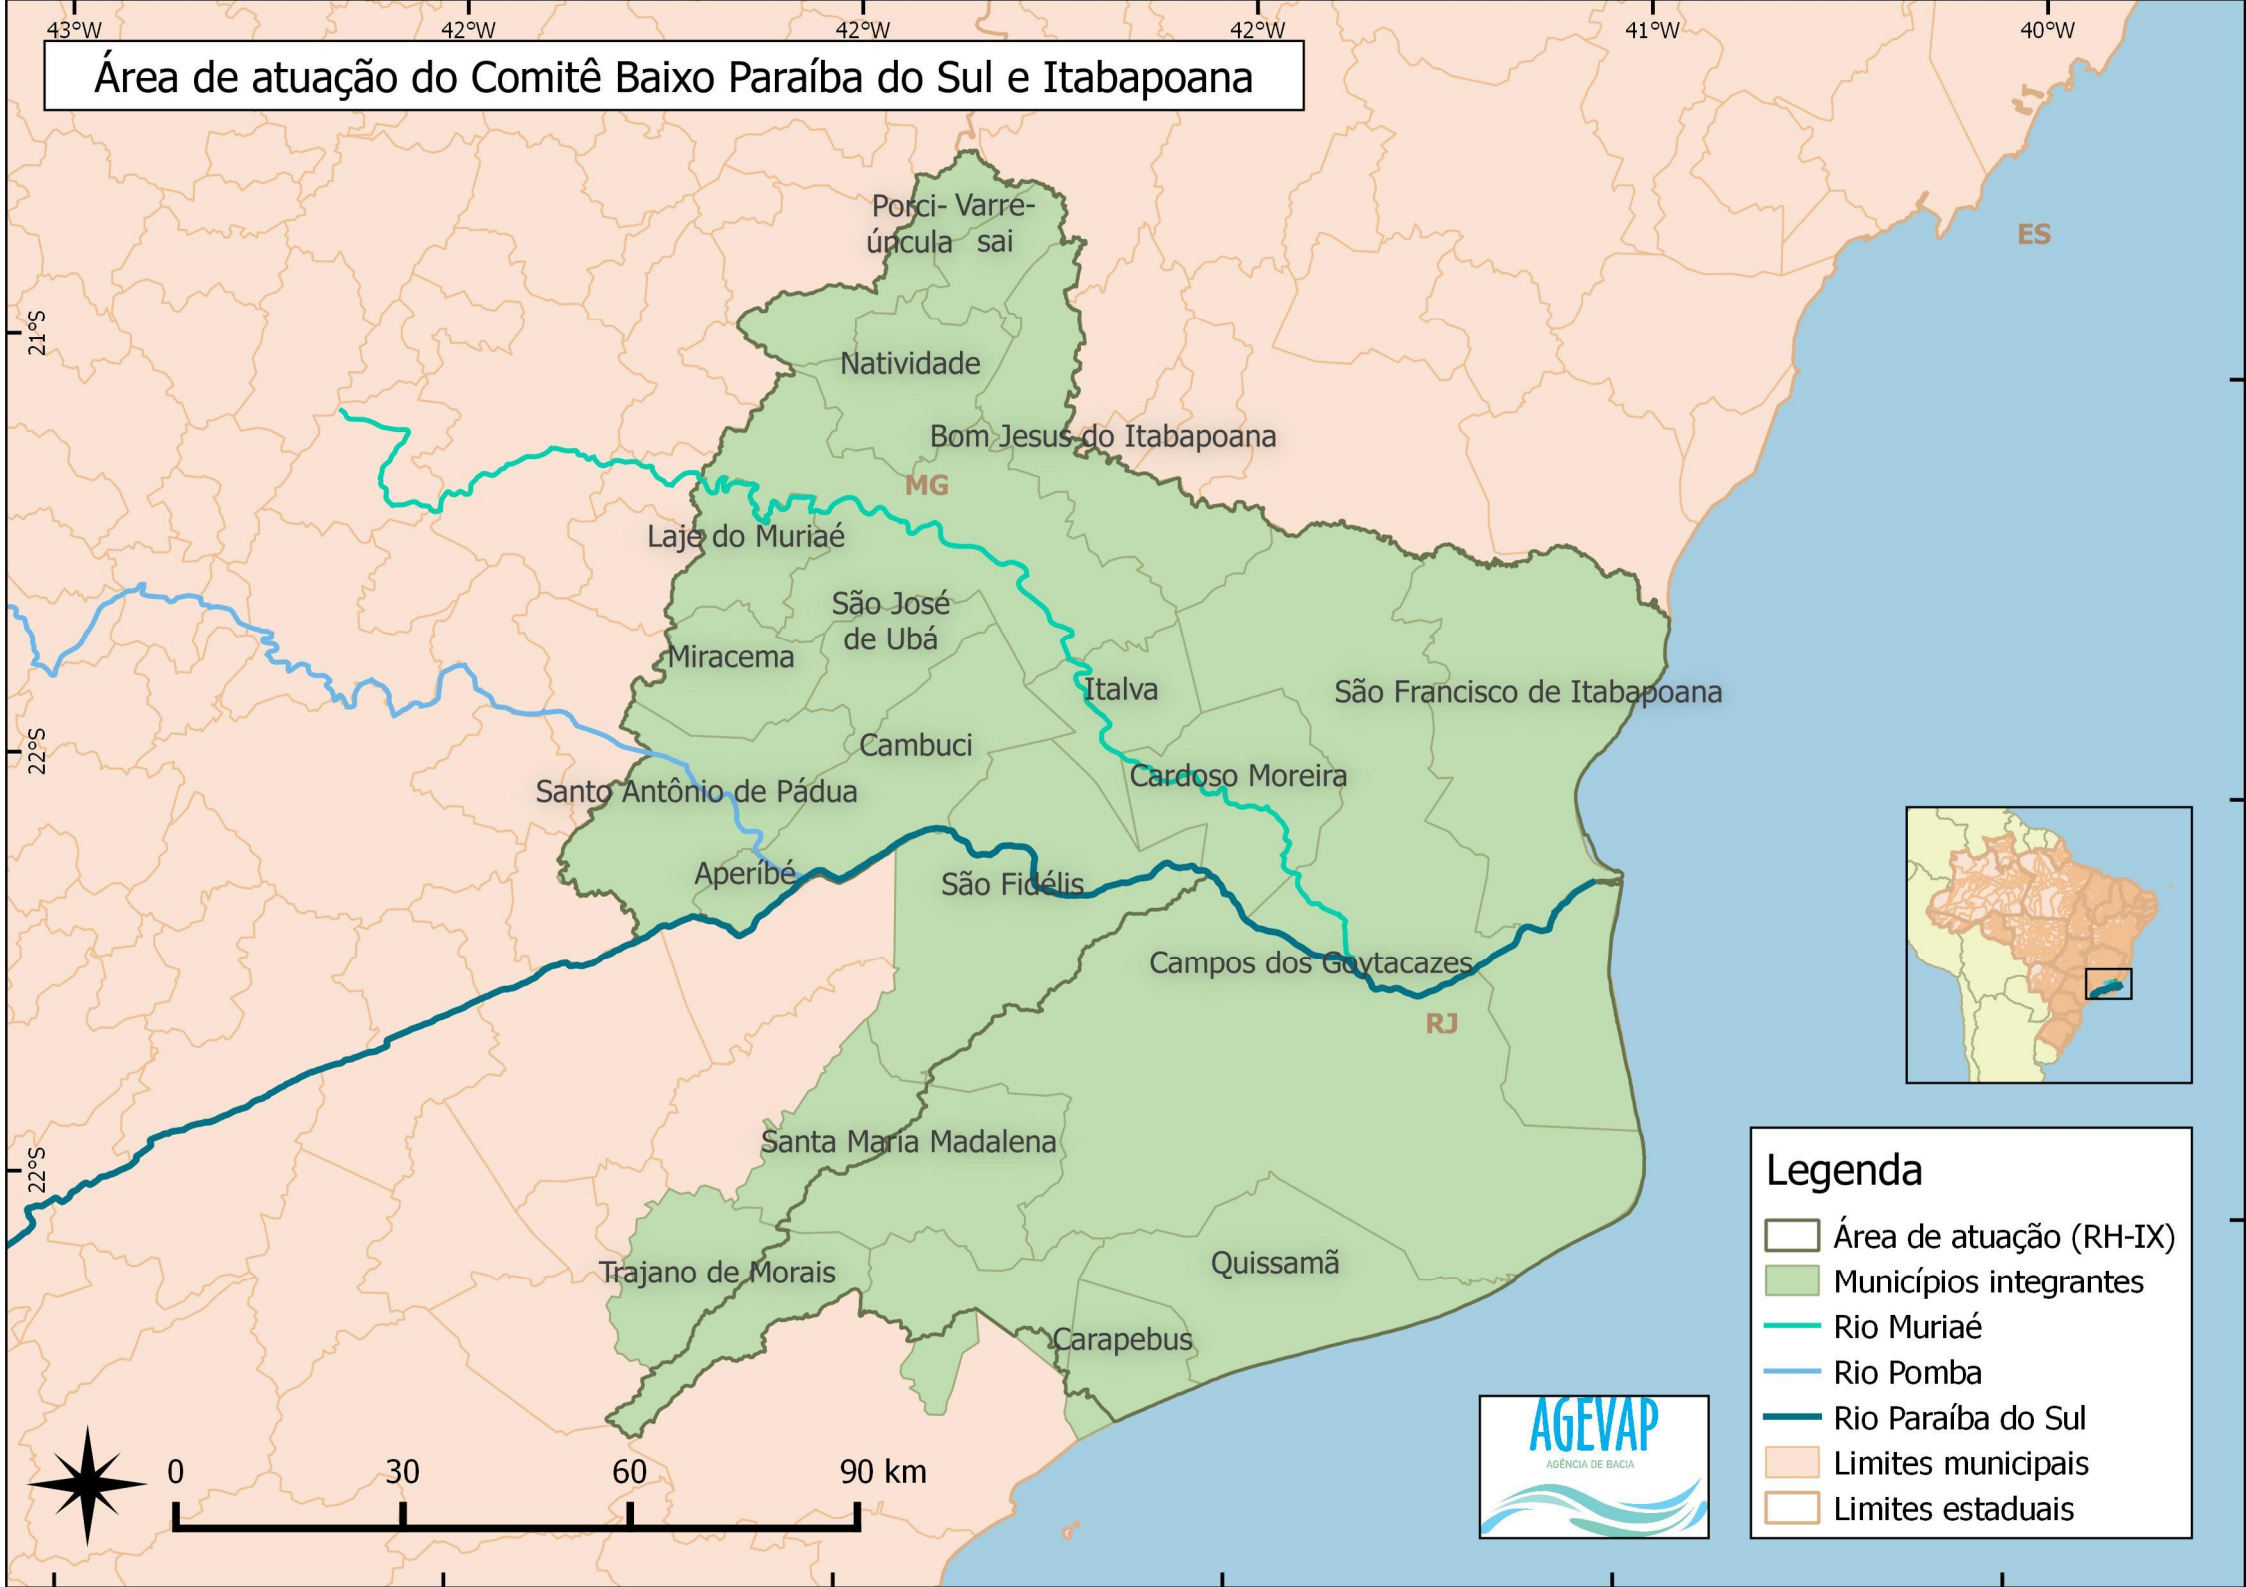 43°W
42°W
42°W
42°W
41°W
40°W
Área de atuação do Comitê Baixo Paraíba do Sul e Itabapoana
ES
Porci-
úncula
Varre-
sai
21°S
Natividade
Bom Jesus do Itabapoana
MG
Laje do Muriaé
São José
de Ubá
Miracema
Italva
São Francisco de Itabapoana
22°S
Cambuci
Cardoso Moreira
Santo Antônio de Pádua
Aperibé
São Fidélis
Campos dos Goytacazes
RJ
Santa Maria Madalena
22°S
Trajano de Morais
Quissamã
Carapebus
Legenda
Área de atuação (RH-IX)
Municípios integrantes
Rio Muriaé
Rio Pomba
Rio Paraíba do Sul
Limites municipais
Limites estaduais
AGEVAP
AGÊNCIA DE BACIA
0 30 60 90 km